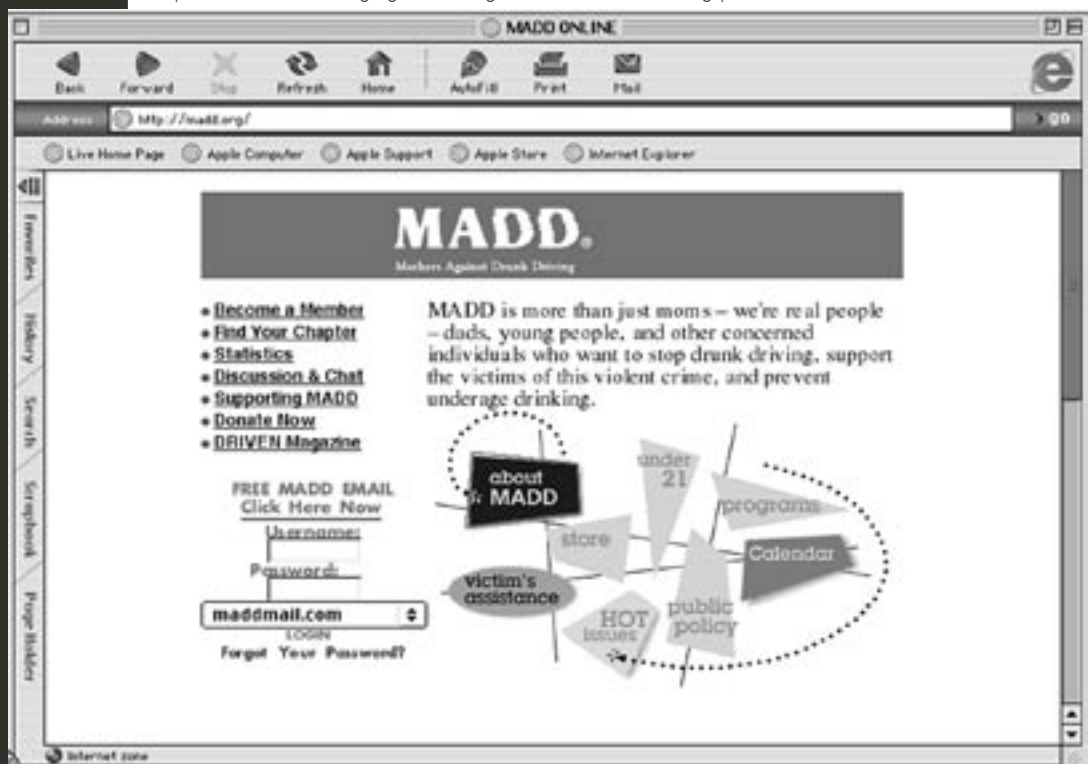 MADD ONLINE
Back Forward Stop Refresh Home AutoFill Print Mail
Address: http://madd.org/ go
Live Home Page Apple Computer Apple Support Apple Store Internet Explorer
Favorites
History
Search
Scrapbook
Page Holder
MADD®
Mothers Against Drunk Driving
• Become a Member
• Find Your Chapter
• Statistics
• Discussion & Chat
• Supporting MADD
• Donate Now
• DRIVEN Magazine
FREE MADD EMAIL
Click Here Now
Username:
Password:
maddmail.com
LOGIN
Forgot Your Password?
MADD is more than just moms – we're real people
– dads, young people, and other concerned
individuals who want to stop drunk driving, support
the victims of this violent crime, and prevent
underage drinking.
about
MADD
under
21
programs
store
Calendar
victim's
assistance
HOT
issues
public
policy
Internet zone